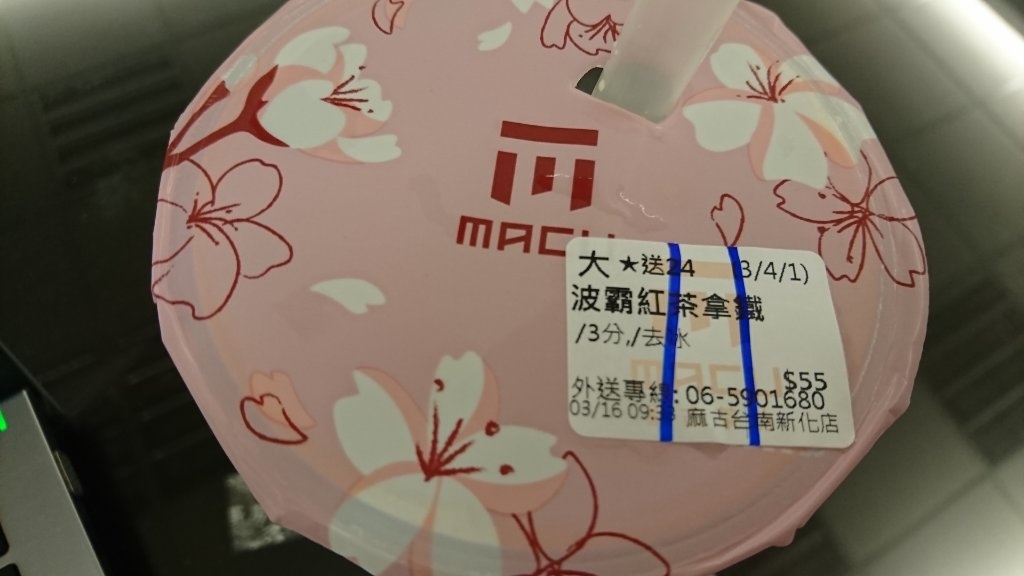 MACU
大 ★送24 (3/4/1)
波霸紅茶拿鐵
/3分,/去冰
$55
外送專線: 06-5901680
03/16 09:33 麻古台南新化店